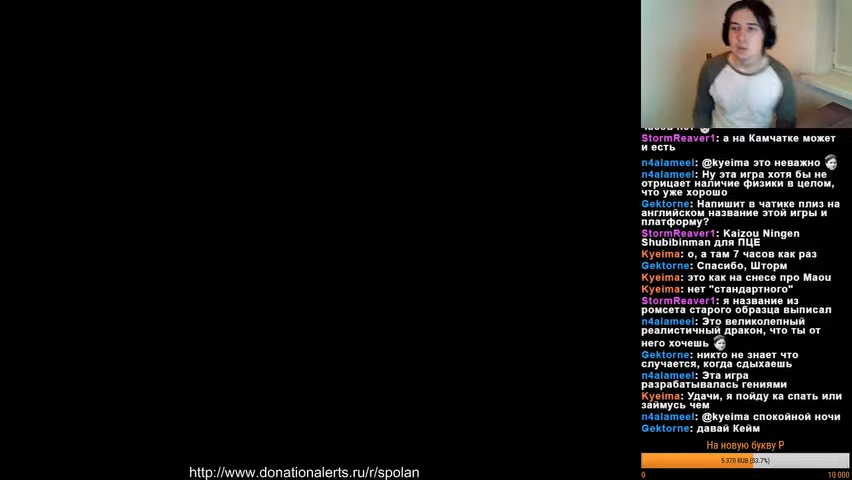 часов нет
StormReaver1: а на Камчатке может
и есть
n4alameel: @kyeima это неважно
n4alameel: Ну эта игра хотя бы не
отрицает наличие физики в целом,
что уже хорошо
Gektorne: Напишит в чатике плиз на
английском название этой игры и
платформу?
StormReaver1: Kaizou Ningen
Shubibinman для ПЦЕ
Kyeima: о, а там 7 часов как раз
Gektorne: Спасибо, Шторм
Kyeima: это как на снесе про Maou
Kyeima: нет "стандартного"
StormReaver1: я название из
ромсета старого образца выписал
n4alameel: Это великолепный
реалистичный дракон, что ты от
него хочешь
Gektorne: никто не знает что
случается, когда сдыхаешь
n4alameel: Эта игра
разрабатывалась гениями
Kyeima: Удачи, я пойду ка спать или
займусь чем
n4alameel: @kyeima спокойной ночи
Gektorne: давай Кейм
На новую букву Р
5 370 RUB (53.7%)
0 10 000
http://www.donationalerts.ru/r/spolan